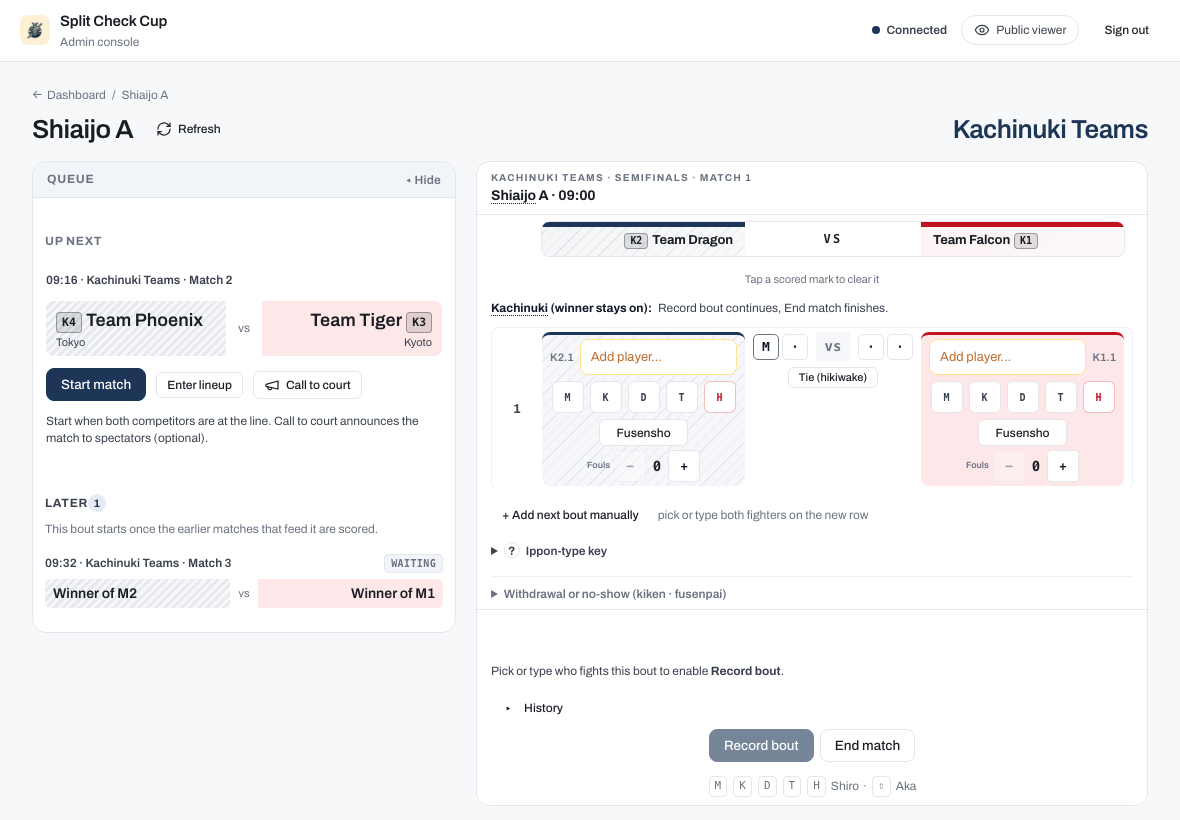 Split Check Cup
Admin console
Connected
Public viewer
Sign out
← Dashboard / Shiaijo A
Shiaijo A
Refresh
Kachinuki Teams
QUEUE
Hide
UP NEXT
09:16 · Kachinuki Teams · Match 2
K4 Team Phoenix
Tokyo
vs
Team Tiger K3
Kyoto
Start match
Enter lineup
Call to court
Start when both competitors are at the line. Call to court announces the
match to spectators (optional).
LATER 1
This bout starts once the earlier matches that feed it are scored.
09:32 · Kachinuki Teams · Match 3
WAITING
Winner of M2
vs
Winner of M1
KACHINUKI TEAMS · SEMIFINALS · MATCH 1
Shiaijo A · 09:00
K2 Team Dragon
VS
Team Falcon K1
Tap a scored mark to clear it
Kachinuki (winner stays on): Record bout continues, End match finishes.
1
K2.1
Add player...
M K D T H
Fusensho
Fouls − 0 +
M · VS · ·
Tie (hikiwake)
Add player...
K1.1
M K D T H
Fusensho
Fouls − 0 +
+ Add next bout manually
pick or type both fighters on the new row
? Ippon-type key
Withdrawal or no-show (kiken · fusenpai)
Pick or type who fights this bout to enable Record bout.
History
Record bout
End match
M K D T H Shiro · ⇧ Aka